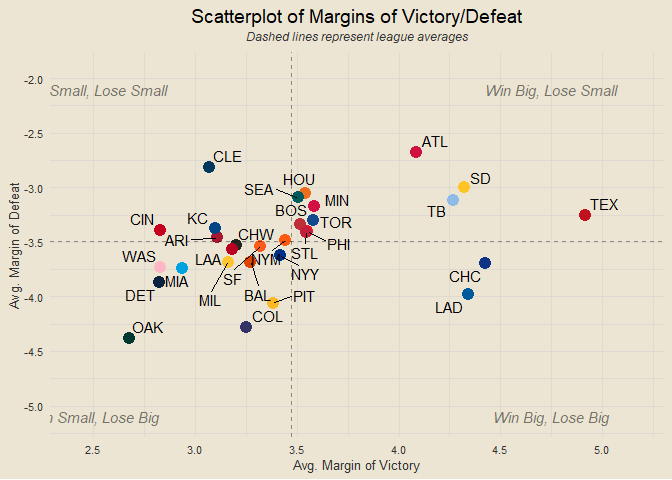 Scatterplot of Margins of Victory/Defeat
Dashed lines represent league averages
-2.0
Small, Lose Small
Win Big, Lose Small
-2.5
ATL
CLE
HOU
SD
-3.0
SEA
MIN
TB
TEX
BOS
CIN
KC
TOR
ARI
CHW
PHI
-3.5
STL
WAS
LAA
NYM
SF
NYY
CHC
MIA
DET
MIL
BAL
PIT
-4.0
LAD
COL
OAK
-4.5
-5.0
Small, Lose Big
Win Big, Lose Big
2.5 3.0 3.5 4.0 4.5 5.0
Avg. Margin of Victory
Avg. Margin of Defeat